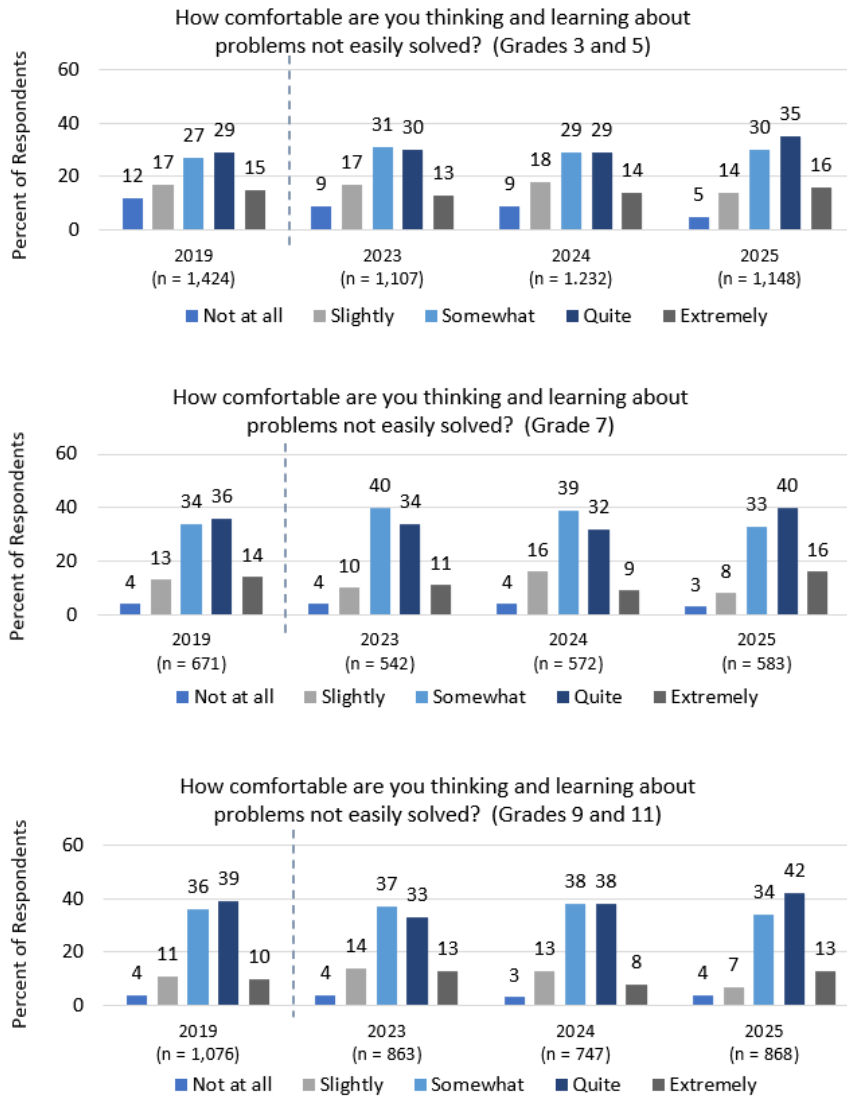 How comfortable are you thinking and learning about
problems not easily solved?  (Grades 3 and 5)
Percent of Respondents
60
40
20
0
12 17 27 29 15
9 17 31 30 13
9 18 29 29 14
5 14 30 35 16
2019 2023 2024 2025
(n = 1,424) (n = 1,107) (n = 1.232) (n = 1,148)
Not at all Slightly Somewhat Quite Extremely
How comfortable are you thinking and learning about
problems not easily solved?  (Grade 7)
Percent of Respondents
60
40
20
0
4 13 34 36 14
4 10 40 34 11
4 16 39 32 9
3 8 33 40 16
2019 2023 2024 2025
(n = 671) (n = 542) (n = 572) (n = 583)
Not at all Slightly Somewhat Quite Extremely
How comfortable are you thinking and learning about
problems not easily solved?  (Grades 9 and 11)
Percent of Respondents
60
40
20
0
4 11 36 39 10
4 14 37 33 13
3 13 38 38 8
4 7 34 42 13
2019 2023 2024 2025
(n = 1,076) (n = 863) (n = 747) (n = 868)
Not at all Slightly Somewhat Quite Extremely